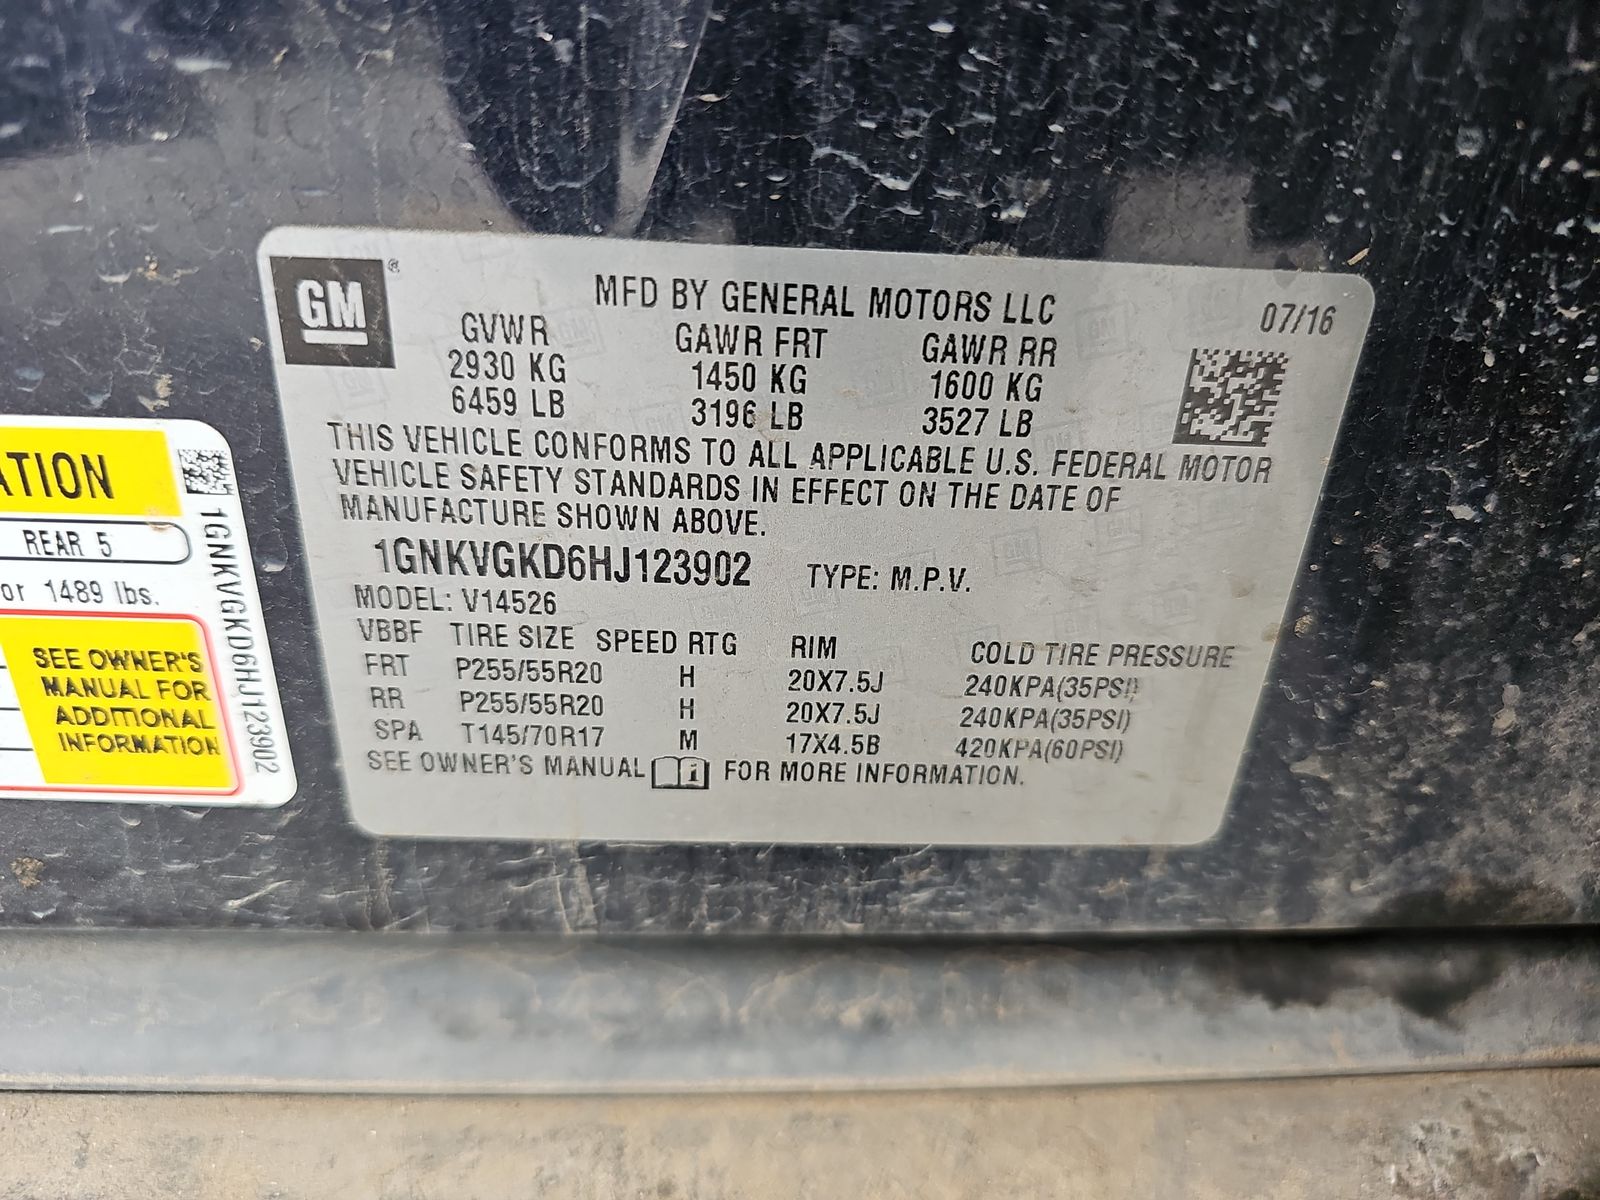 GM ®
MFD BY GENERAL MOTORS LLC
07/16
GVWR GAWR FRT GAWR RR
2930 KG 1450 KG 1600 KG
6459 LB 3196 LB 3527 LB
THIS VEHICLE CONFORMS TO ALL APPLICABLE U.S. FEDERAL MOTOR
VEHICLE SAFETY STANDARDS IN EFFECT ON THE DATE OF
MANUFACTURE SHOWN ABOVE.
1GNKVGKD6HJ123902 TYPE: M.P.V.
MODEL: V14526
VBBF TIRE SIZE SPEED RTG RIM COLD TIRE PRESSURE
FRT P255/55R20 H 20X7.5J 240KPA(35PSI)
RR P255/55R20 H 20X7.5J 240KPA(35PSI)
SPA T145/70R17 M 17X4.5B 420KPA(60PSI)
SEE OWNER'S MANUAL FOR MORE INFORMATION.
ATION
REAR 5
or 1489 lbs.
SEE OWNER'S
MANUAL FOR
ADDITIONAL
INFORMATION
1GNKVGKD6HJ123902